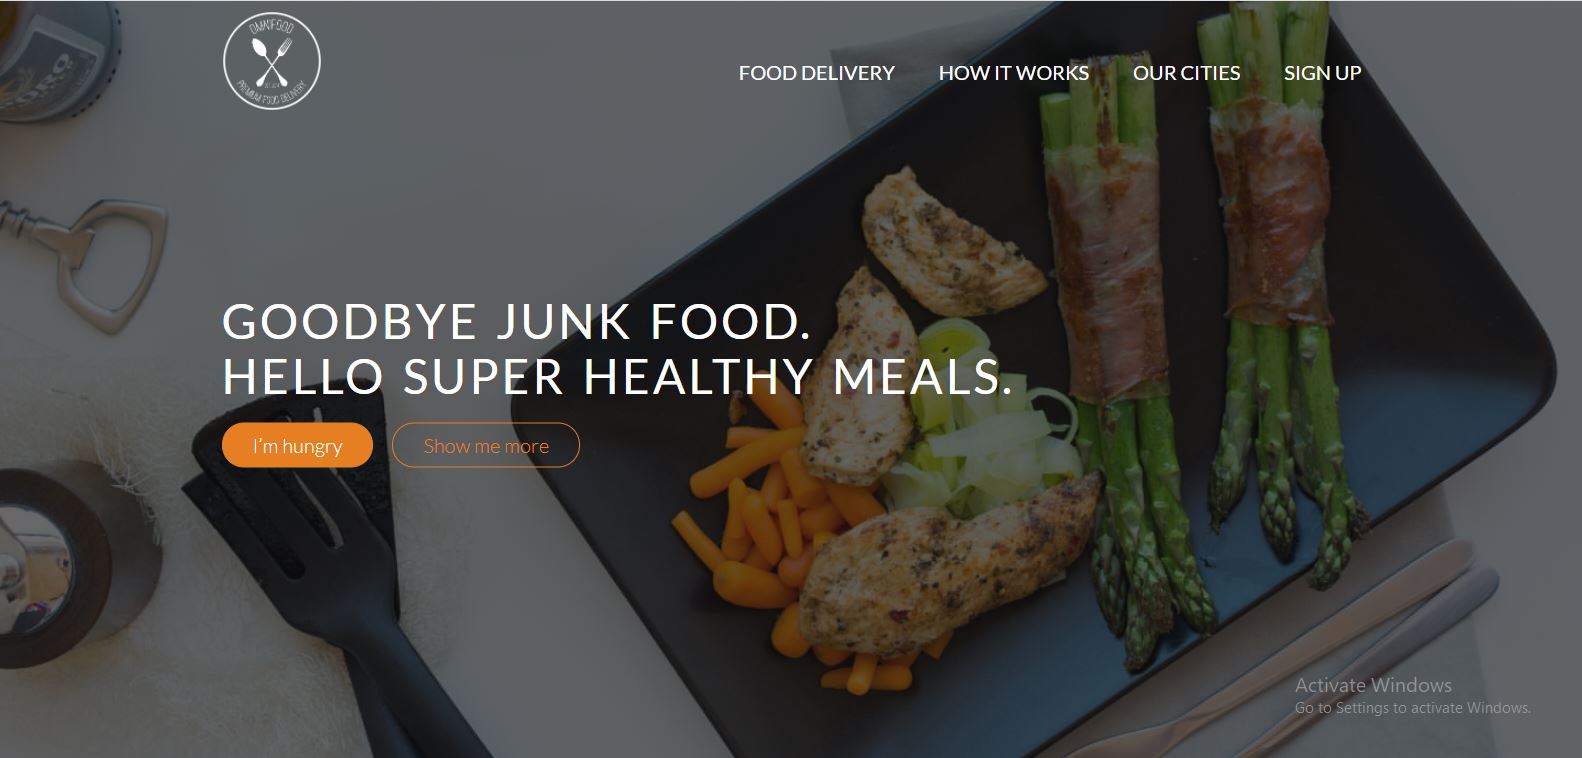 OMNIFOOD
PREMIUM FOOD DELIVERY
FOOD DELIVERY
HOW IT WORKS
OUR CITIES
SIGN UP
GOODBYE JUNK FOOD.
HELLO SUPER HEALTHY MEALS.
I'm hungry
Show me more
Activate Windows
Go to Settings to activate Windows.